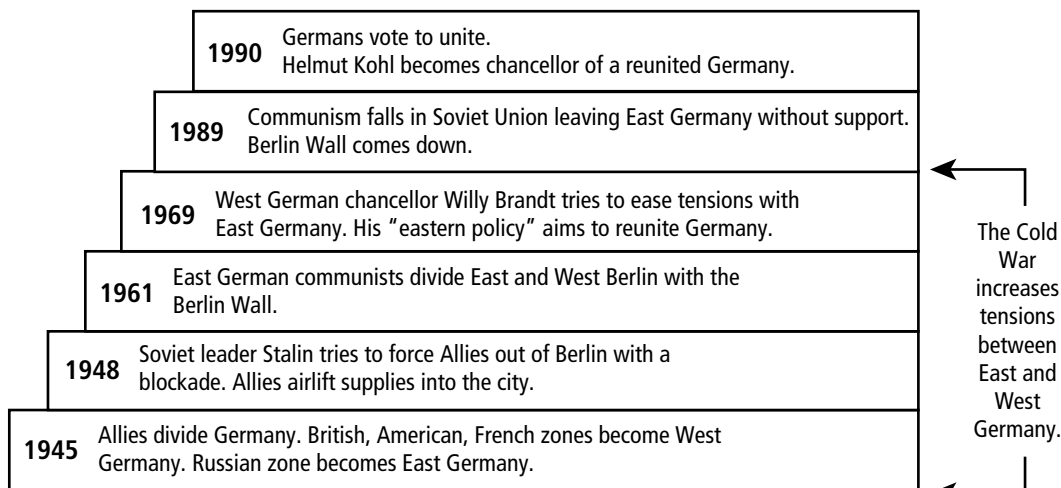 1990 Germans vote to unite.
Helmut Kohl becomes chancellor of a reunited Germany.
1989 Communism falls in Soviet Union leaving East Germany without support.
Berlin Wall comes down.
1969 West German chancellor Willy Brandt tries to ease tensions with
East Germany. His “eastern policy” aims to reunite Germany.
1961 East German communists divide East and West Berlin with the
Berlin Wall.
1948 Soviet leader Stalin tries to force Allies out of Berlin with a
blockade. Allies airlift supplies into the city.
1945 Allies divide Germany. British, American, French zones become West
Germany. Russian zone becomes East Germany.
The Cold
War
increases
tensions
between
East and
West
Germany.